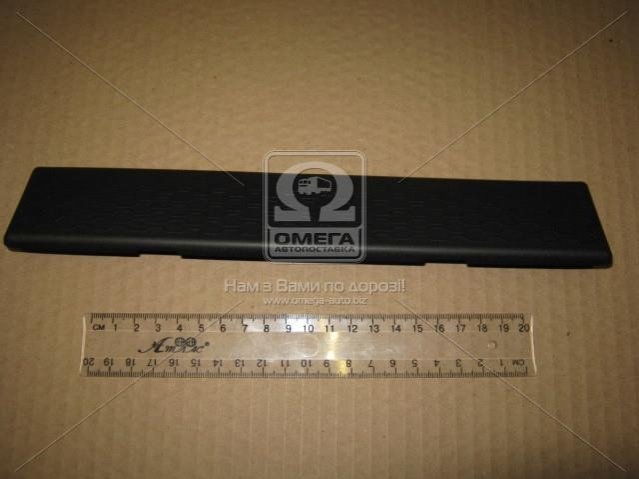 ОМЕГА
АВТОПОСТАВКА
Нам з Вами по дорозі!
www.omega-auto.biz
см 1 2 3 4 5 6 7 8 9 10 11 12 13 14 15 16 17 18 19 20
Атлас
20 19 18 17 16 15 14 13 12 11 10 9 8 7 6 5 4 3 2 1 см